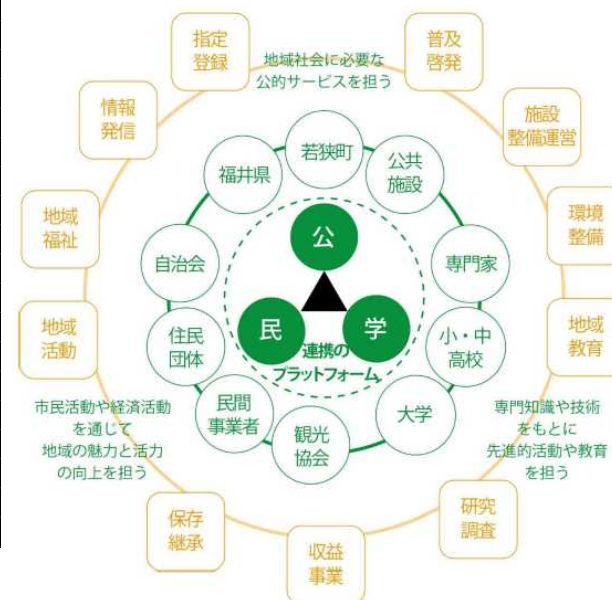 指定
登録
普及
啓発
地域社会に必要な
公的サービスを担う
情報
発信
施設
整備運営
若狭町
福井県
公共
施設
地域
福祉
環境
整備
公
自治会
専門家
地域
活動
地域
教育
民
学
連携の
プラットフォーム
住民
団体
小・中
高校
民間
事業者
大学
観光
協会
市民活動や経済活動
を通じて
地域の魅力と活力
の向上を担う
専門知識や技術
をもとに
先進的活動や教育
を担う
保存
継承
収益
事業
研究
調査